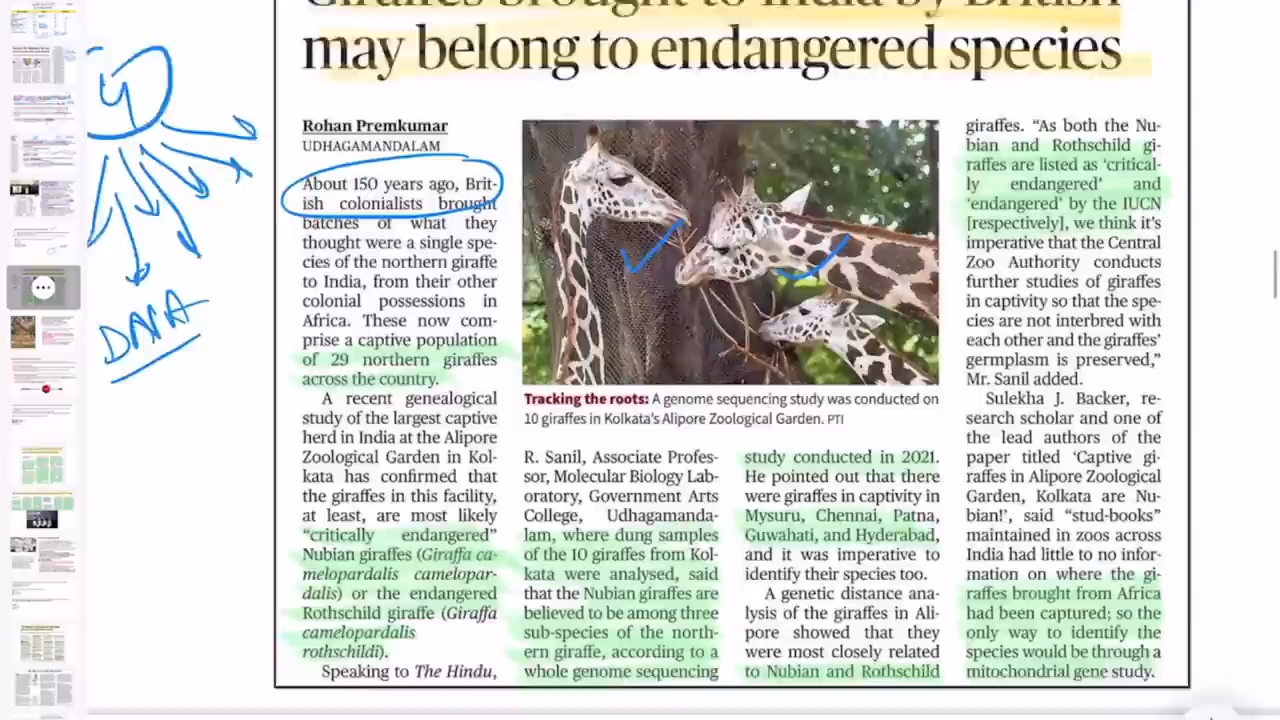 Giraffes brought to India by British
may belong to endangered species
Rohan Premkumar
UDHAGAMANDALAM
About 150 years ago, Brit-
ish colonialists brought
batches of what they
thought were a single spe-
cies of the northern giraffe
to India, from their other
colonial possessions in
Africa. These now com-
prise a captive population
of 29 northern giraffes
across the country.
A recent genealogical
study of the largest captive
herd in India at the Alipore
Zoological Garden in Kol-
kata has confirmed that
the giraffes in this facility,
at least, are most likely
“critically endangered”
Nubian giraffes (Giraffa ca-
melopardalis camelopar-
dalis) or the endangered
Rothschild giraffe (Giraffa
camelopardalis
rothschildi).
Speaking to The Hindu,
Tracking the roots: A genome sequencing study was conducted on
10 giraffes in Kolkata’s Alipore Zoological Garden. PTI
R. Sanil, Associate Profes-
sor, Molecular Biology Lab-
oratory, Government Arts
College, Udhagamanda-
lam, where dung samples
of the 10 giraffes from Kol-
kata were analysed, said
that the Nubian giraffes are
believed to be among three
sub-species of the north-
ern giraffe, according to a
whole genome sequencing
study conducted in 2021.
He pointed out that there
were giraffes in captivity in
Mysuru, Chennai, Patna,
Guwahati, and Hyderabad,
and it was imperative to
identify their species too.
A genetic distance ana-
lysis of the giraffes in Ali-
pore showed that they
were most closely related
to Nubian and Rothschild
giraffes. “As both the Nu-
bian and Rothschild gi-
raffes are listed as ‘critical-
ly endangered’ and
‘endangered’ by the IUCN
[respectively], we think it’s
imperative that the Central
Zoo Authority conducts
further studies of giraffes
in captivity so that the spe-
cies are not interbred with
each other and the giraffes’
germplasm is preserved,”
Mr. Sanil added.
Sulekha J. Backer, re-
search scholar and one of
the lead authors of the
paper titled ‘Captive gi-
raffes in Alipore Zoological
Garden, Kolkata are Nu-
bian!’, said “stud-books”
maintained in zoos across
India had little to no infor-
mation on where the gi-
raffes brought from Africa
had been captured; so the
only way to identify the
species would be through a
mitochondrial gene study.